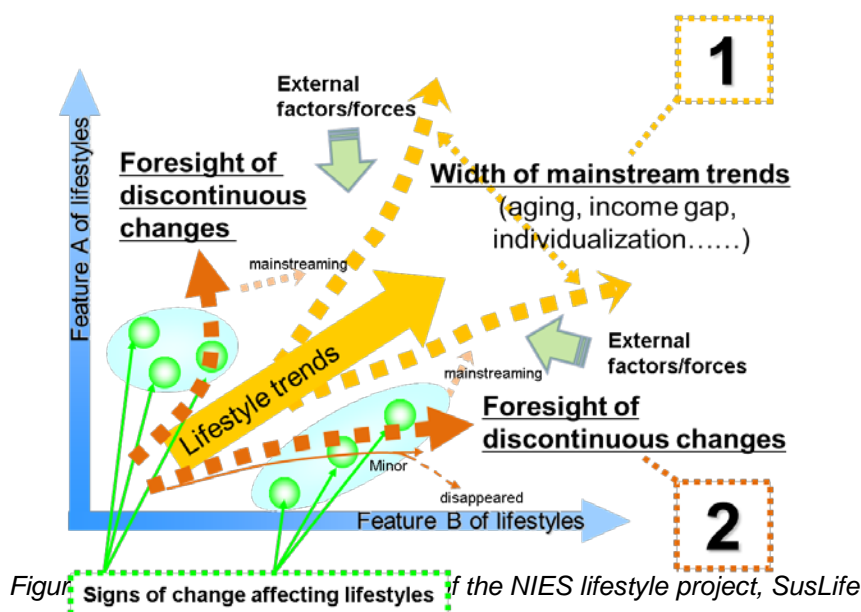 1
External
factors/forces
Foresight of
discontinuous
changes
Width of mainstream trends
(aging, income gap,
individualization……)
Feature A of lifestyles
mainstreaming
Lifestyle trends
External
factors/forces
mainstreaming
Foresight of
discontinuous changes
Minor
disappeared
2
Feature B of lifestyles
Signs of change affecting lifestyles
of the NIES lifestyle project, SusLife